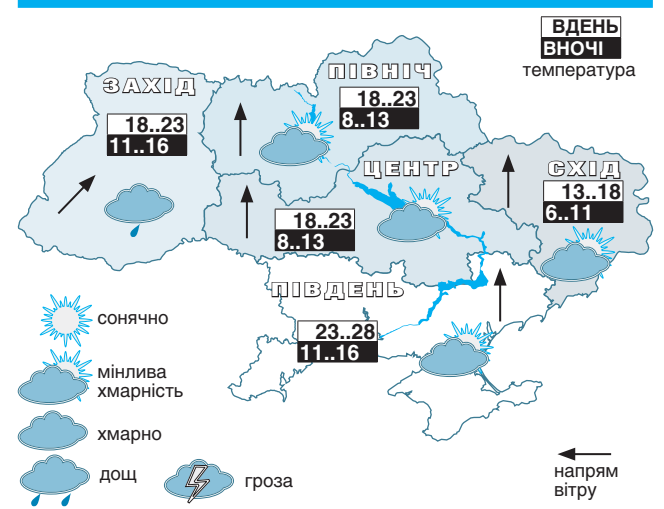 ВДЕНЬ
ВНОЧІ
температура
ЗАХІД
18..23
11..16
ПІВНІЧ
18..23
8..13
ЦЕНТР
18..23
8..13
СХІД
13..18
6..11
ПІВДЕНЬ
23..28
11..16
сонячно
мінлива
хмарність
хмарно
дощ
гроза
напрям
вітру